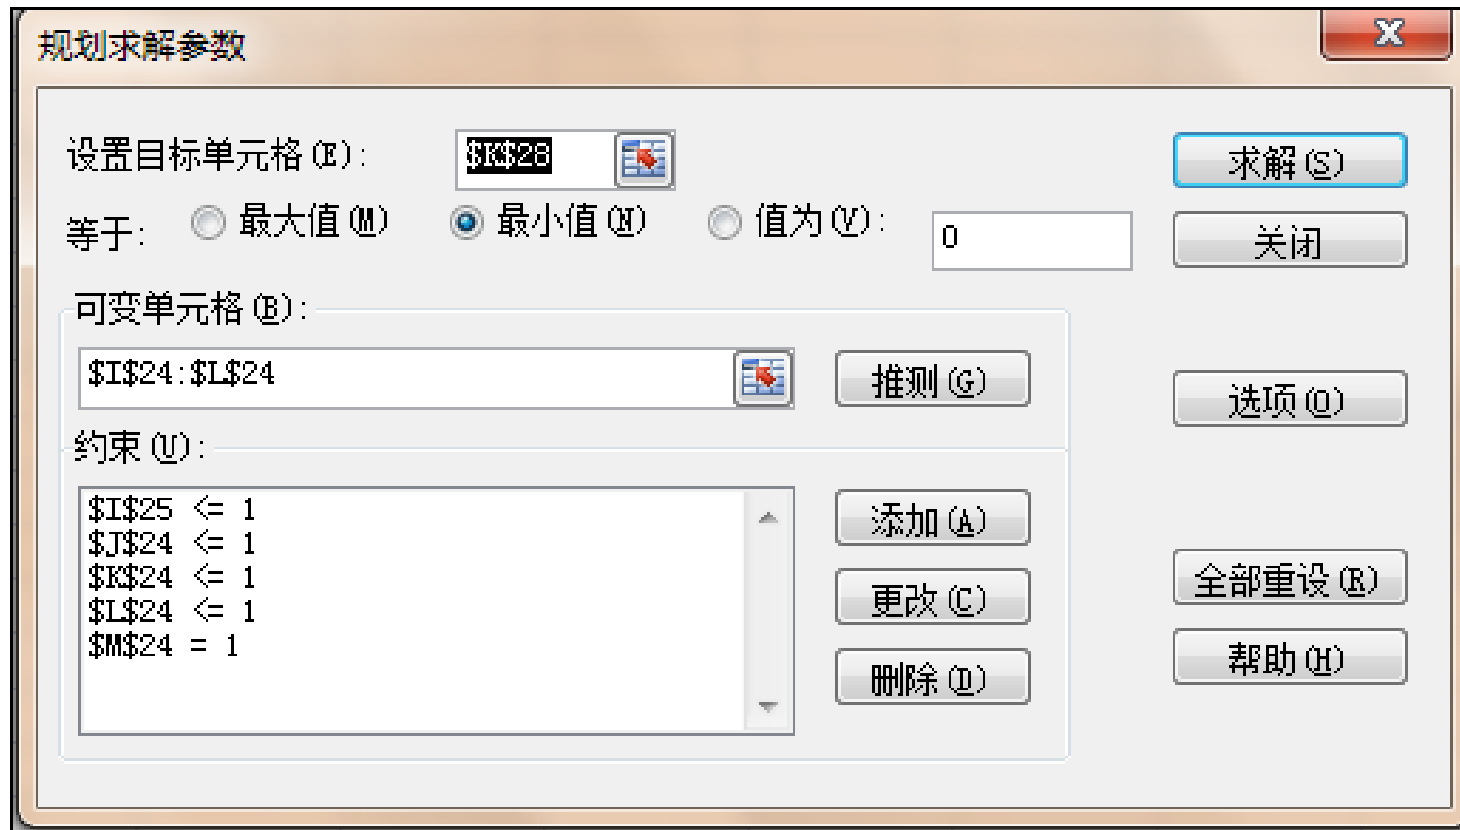 规划求解参数
设置目标单元格(E): $K$28
求解(S)
等于: 最大值(M) 最小值(N) 值为(V): 0
关闭
可变单元格(B):
$I$24:$L$24
推测(G)
选项(O)
约束(U):
$I$25 <= 1
$J$24 <= 1
$K$24 <= 1
$L$24 <= 1
$M$24 = 1
添加(A)
更改(C)
删除(D)
全部重设(R)
帮助(H)